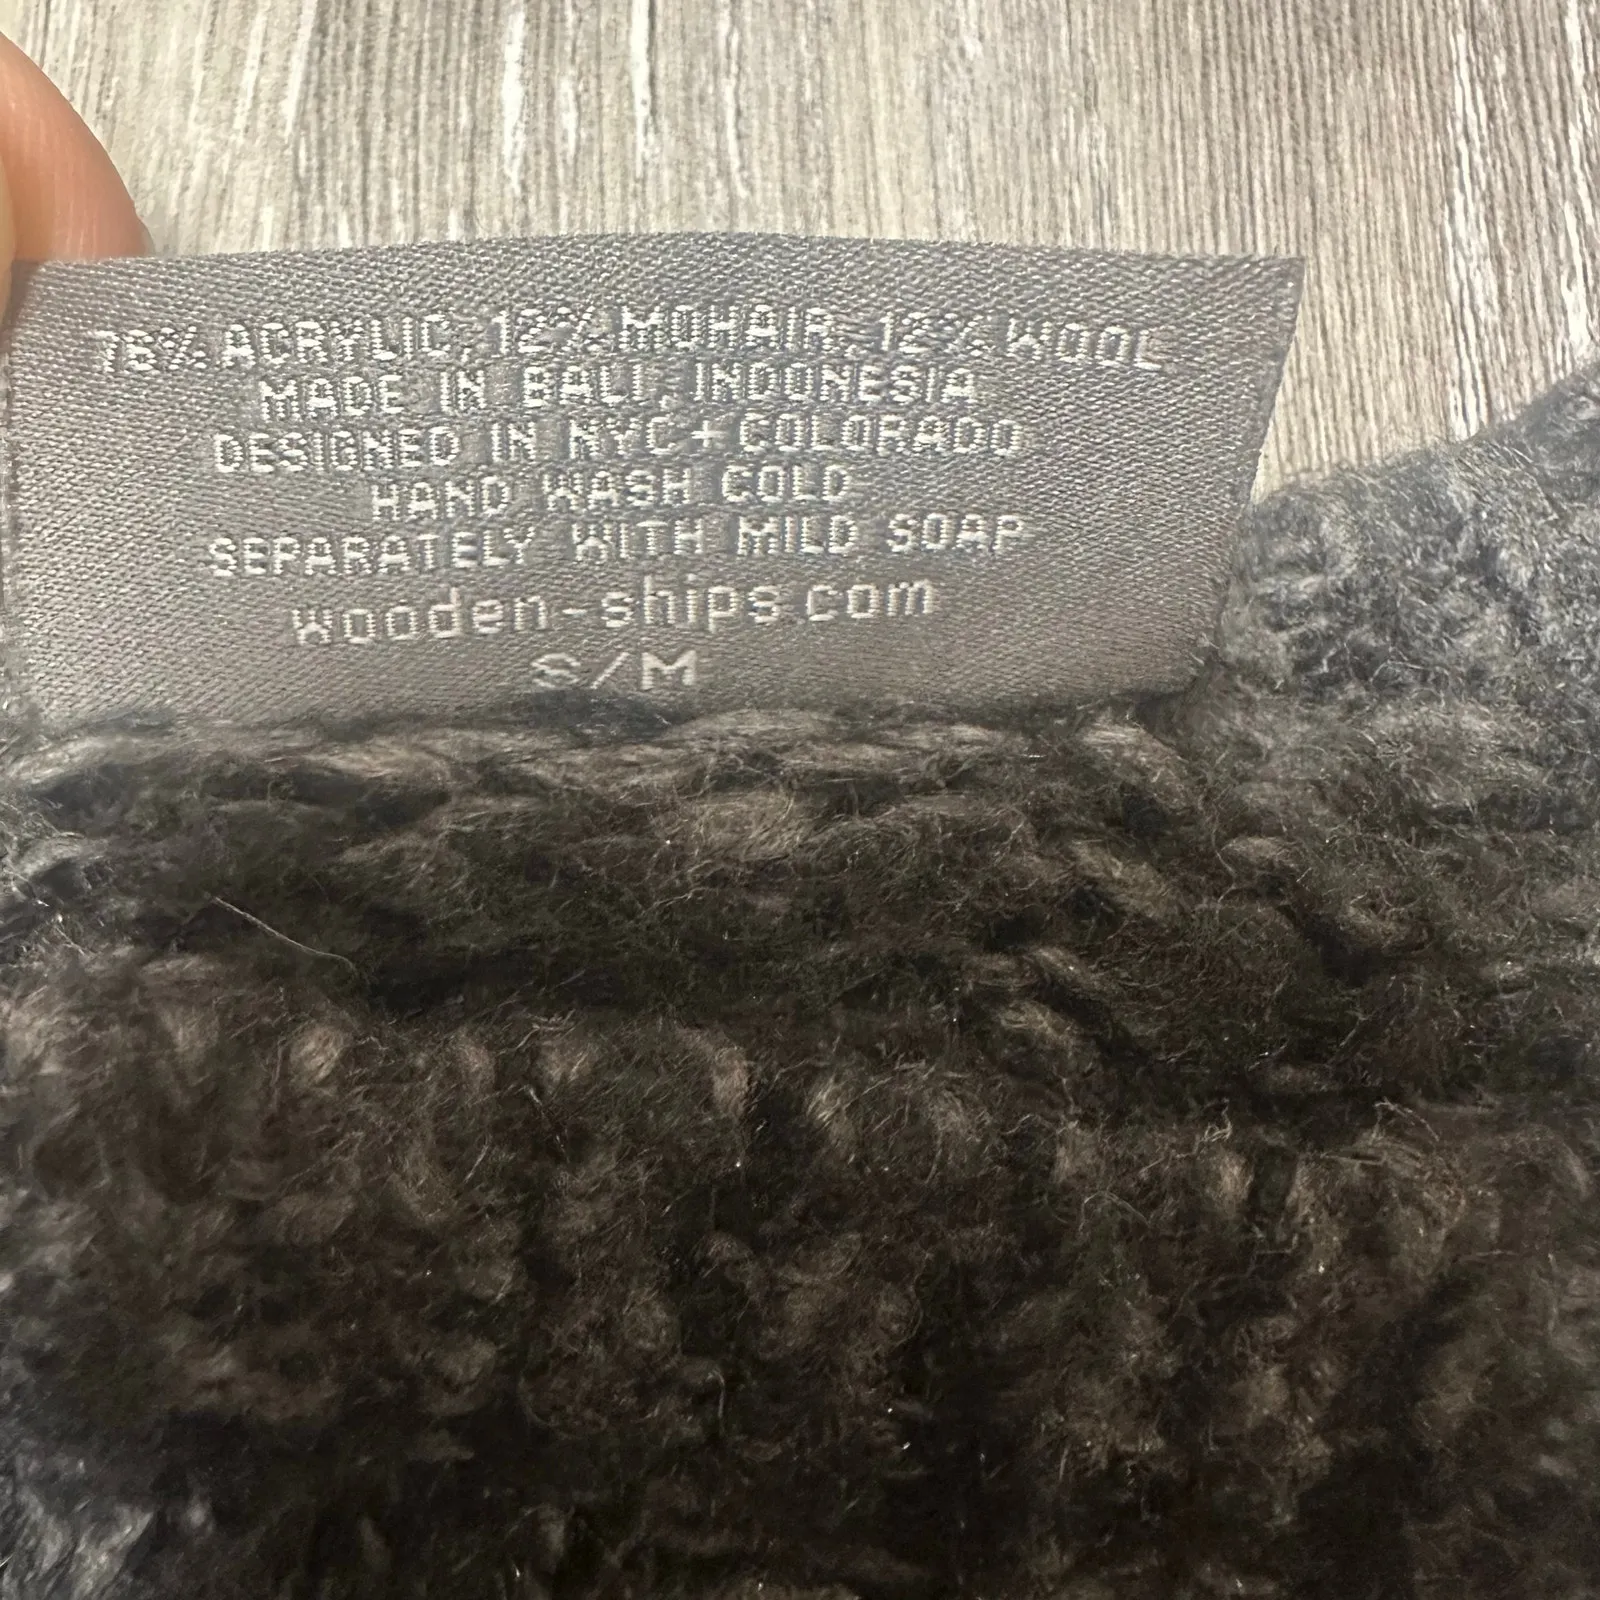 76% ACRYLIC, 12% MOHAIR, 12% WOOL
MADE IN BALI, INDONESIA
DESIGNED IN NYC + COLORADO
HAND WASH COLD
SEPARATELY WITH MILD SOAP
wooden-ships.com
S/M